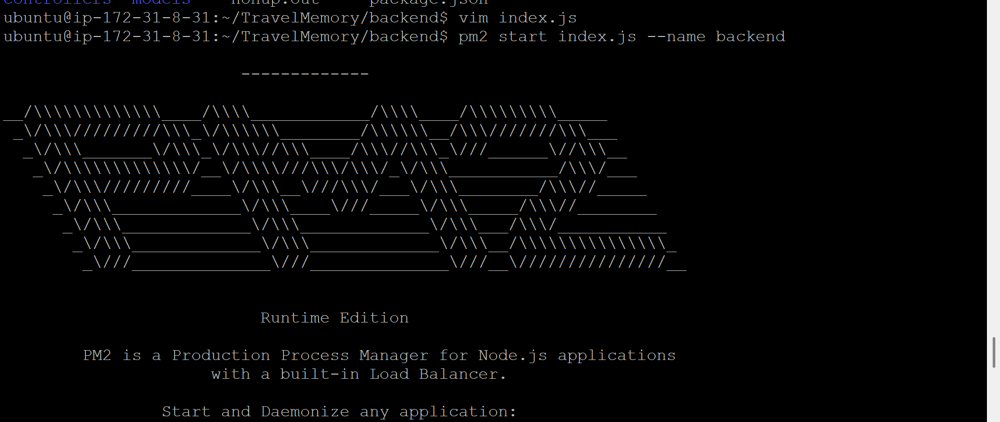 controllers models nohup.out package.json
ubuntu@ip-172-31-8-31:~/TravelMemory/backend$ vim index.js
ubuntu@ip-172-31-8-31:~/TravelMemory/backend$ pm2 start index.js --name backend
-------------
__/\\\\\\\\\\\\\____/\\\\____________/\\\\____/\\\\\\\\\_____
_\/\\\/////////\\\_\/\\\\\\________/\\\\\\__/\\\///////\\\___
_\/\\\_______\/\\\_\/\\\//\\\____/\\\//\\\_\///______\//\\\__
_\/\\\\\\\\\\\\\/__\/\\\\///\\\/\\\/_\/\\\___________/\\\/___
_\/\\\/////////____\/\\\__\///\\\/___\/\\\________/\\\//_____
_\/\\\_____________\/\\\____\///_____\/\\\_____/\\\//________
_\/\\\_____________\/\\\_____________\/\\\___/\\\/___________
_\/\\\_____________\/\\\_____________\/\\\__/\\\\\\\\\\\\\\\_
_\///______________\///______________\///__\///////////////__
Runtime Edition
PM2 is a Production Process Manager for Node.js applications
with a built-in Load Balancer.
Start and Daemonize any application: